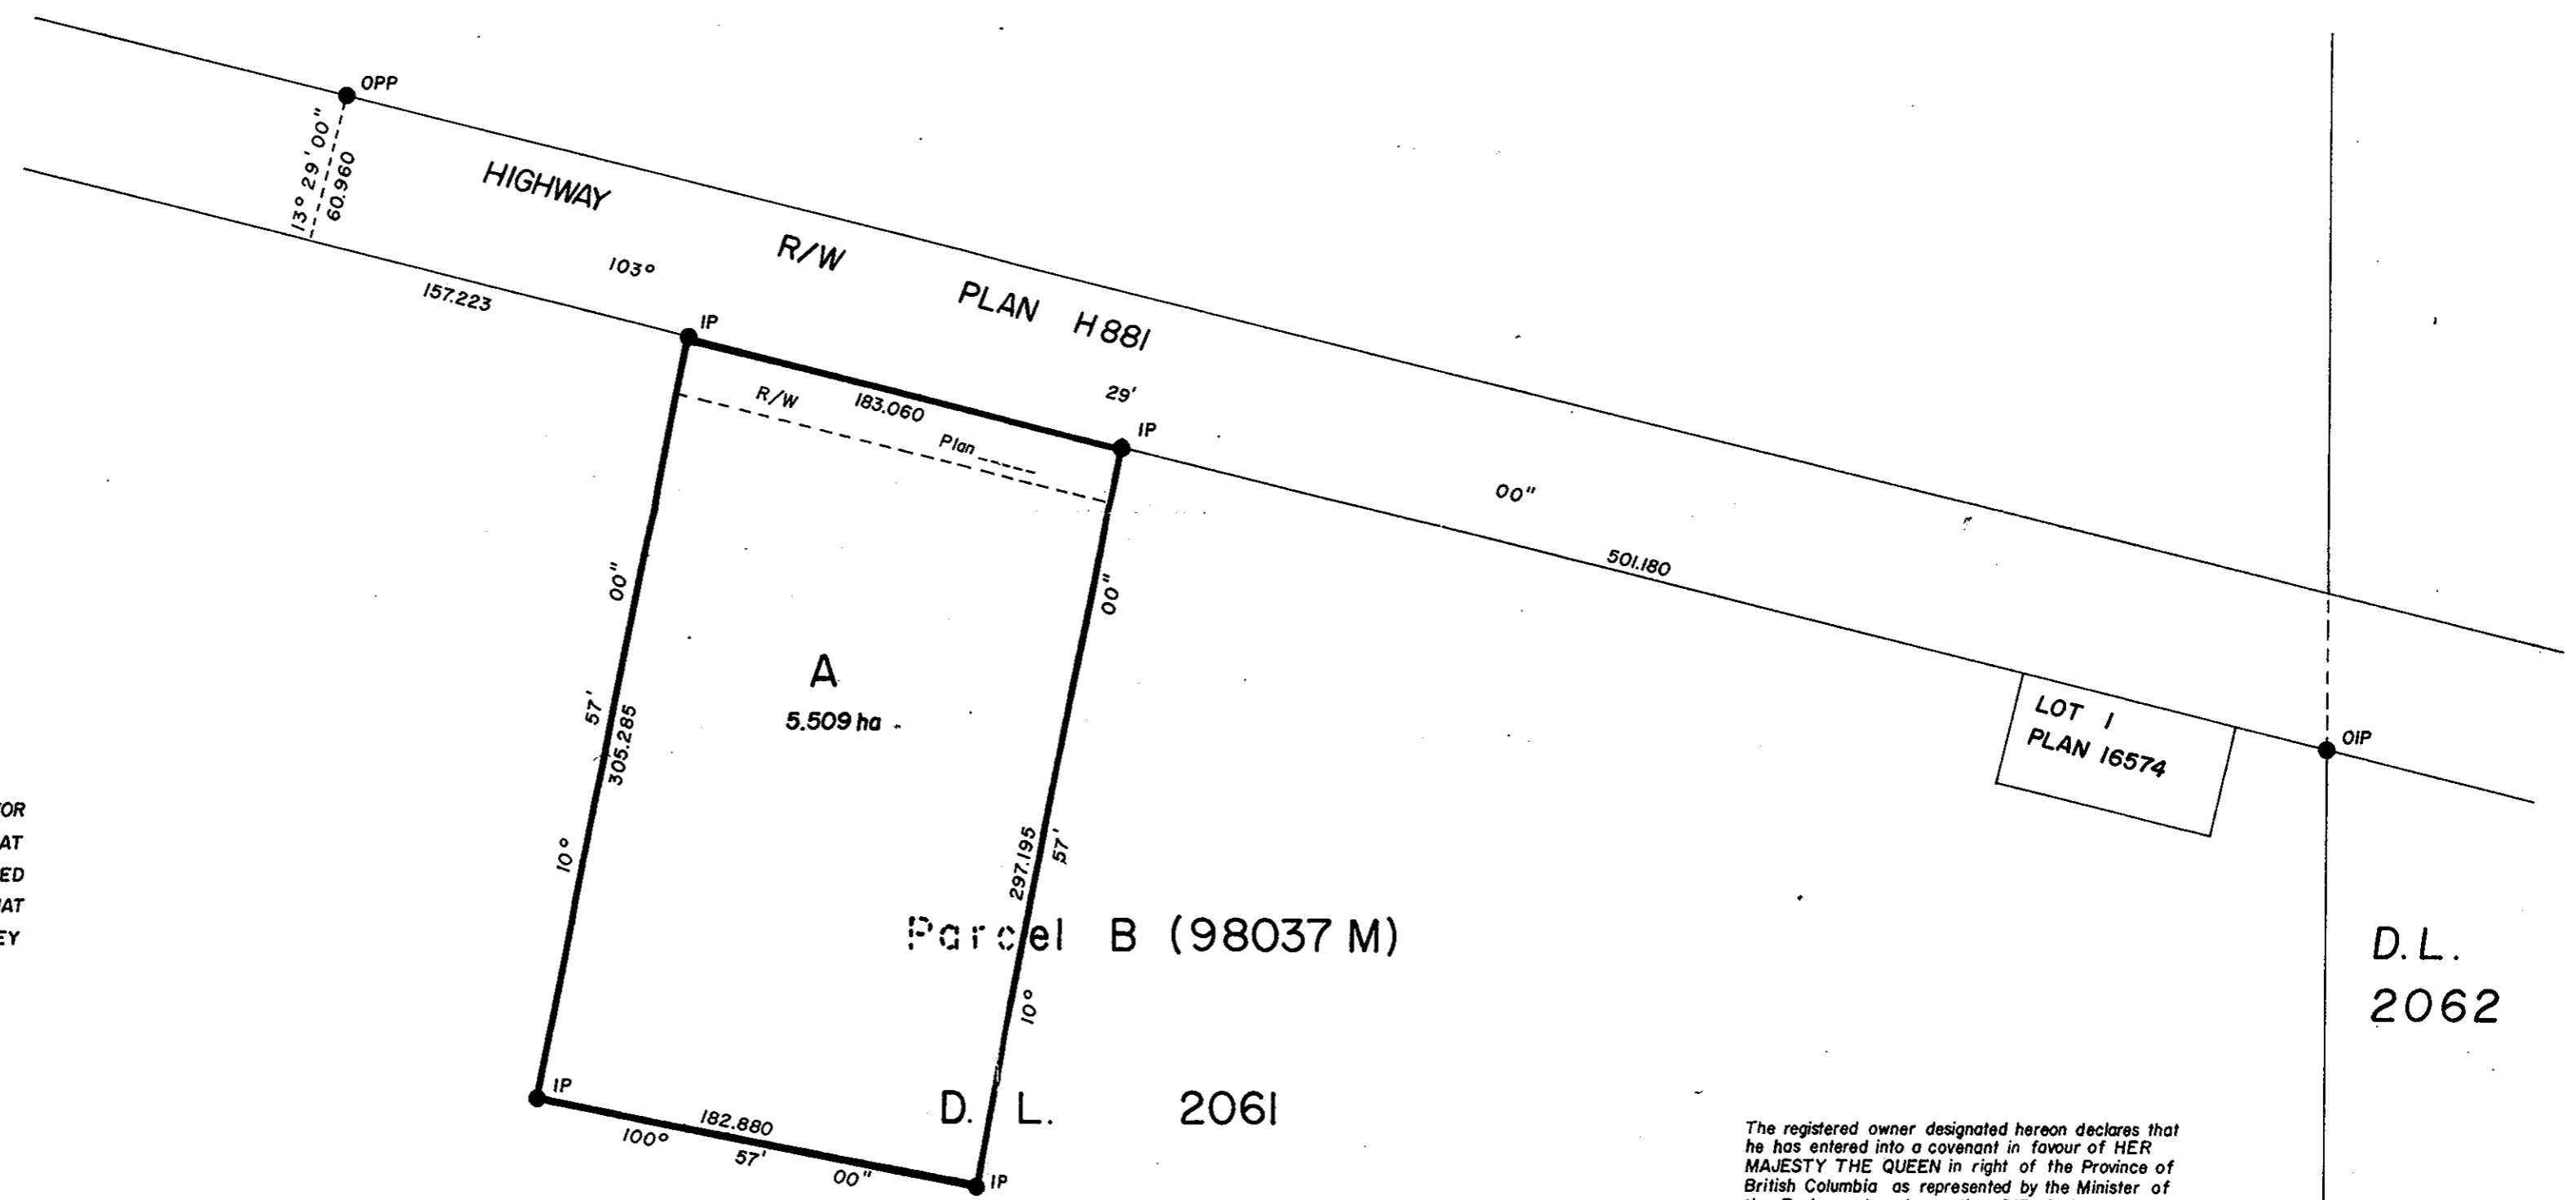 OPP
13° 29' 00"
60.960
HIGHWAY R/W PLAN H881
103° 29' 00"
157.223
IP
183.060
IP
R/W Plan
501.180
00"
57'
10°
305.285
00"
57'
10°
297.195
A
5.509 ha
LOT 1
PLAN 16574
OIP
OR
AT
ED
AT
EY
Parcel B (98037 M)
D. L. 2061
D. L.
2062
IP
182.880
100° 57' 00"
IP
The registered owner designated hereon declares that
he has entered into a covenant in favour of HER
MAJESTY THE QUEEN in right of the Province of
British Columbia as represented by the Minister of